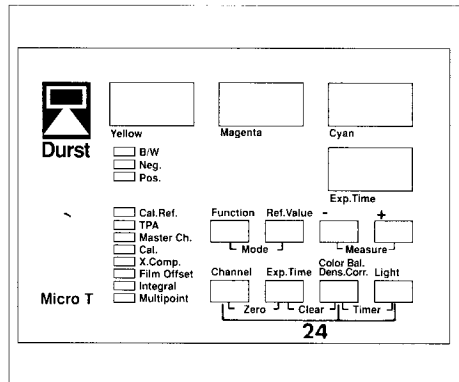 Yellow Magenta Cyan
Durst
B/W
Neg.
Pos.
Exp.Time
Cal.Ref.
TPA
Master Ch.
Cal.
X.Comp.
Film Offset
Integral
Multipoint
Function Ref.Value - +
Mode Measure
Channel Exp.Time Color Bal. Dens.Corr. Light
Zero Clear Timer
Micro T
24